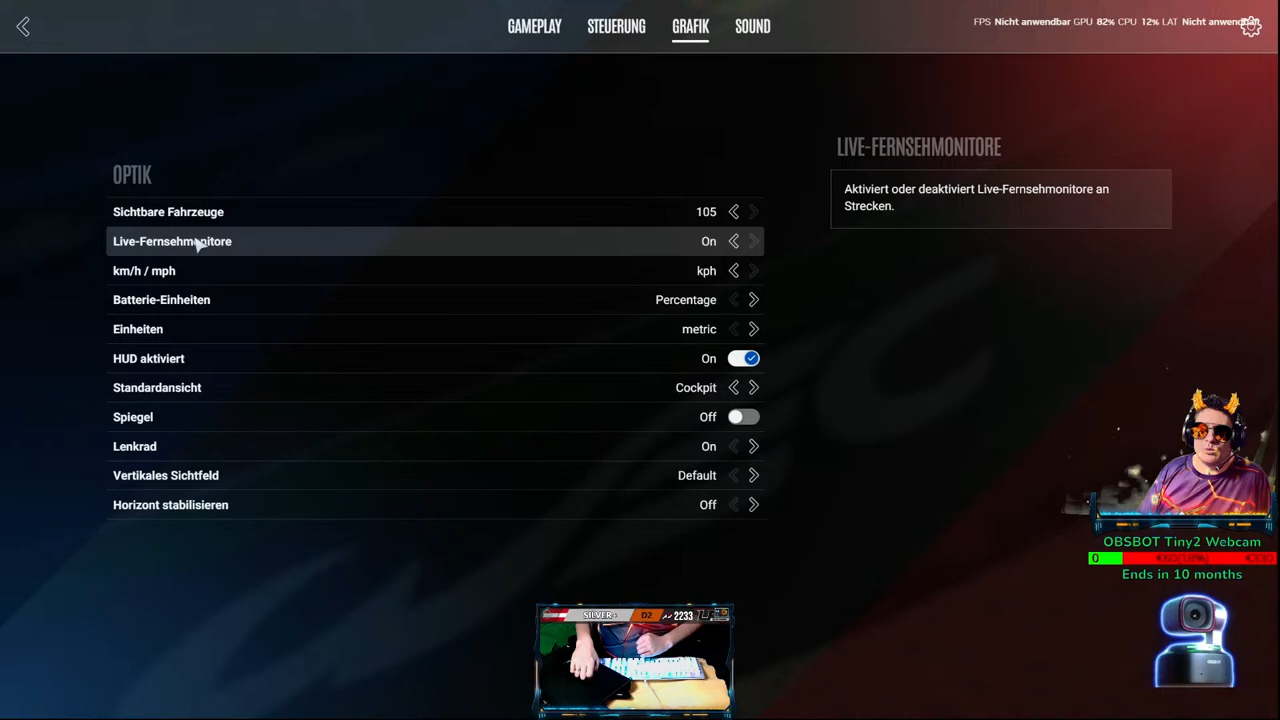 GAMEPLAY STEUERUNG GRAFIK SOUND
FPS Nicht anwendbar GPU 82% CPU 12% LAT Nicht anwendbar
LIVE-FERNSEHMONITORE
Aktiviert oder deaktiviert Live-Fernsehmonitore an
Strecken.
OPTIK
Sichtbare Fahrzeuge 105
Live-Fernsehmonitore On
km/h / mph kph
Batterie-Einheiten Percentage
Einheiten metric
HUD aktiviert On
Standardansicht Cockpit
Spiegel Off
Lenkrad On
Vertikales Sichtfeld Default
Horizont stabilisieren Off
OBSBOT Tiny2 Webcam
0
Ends in 10 months
SILVER+ D2 2233